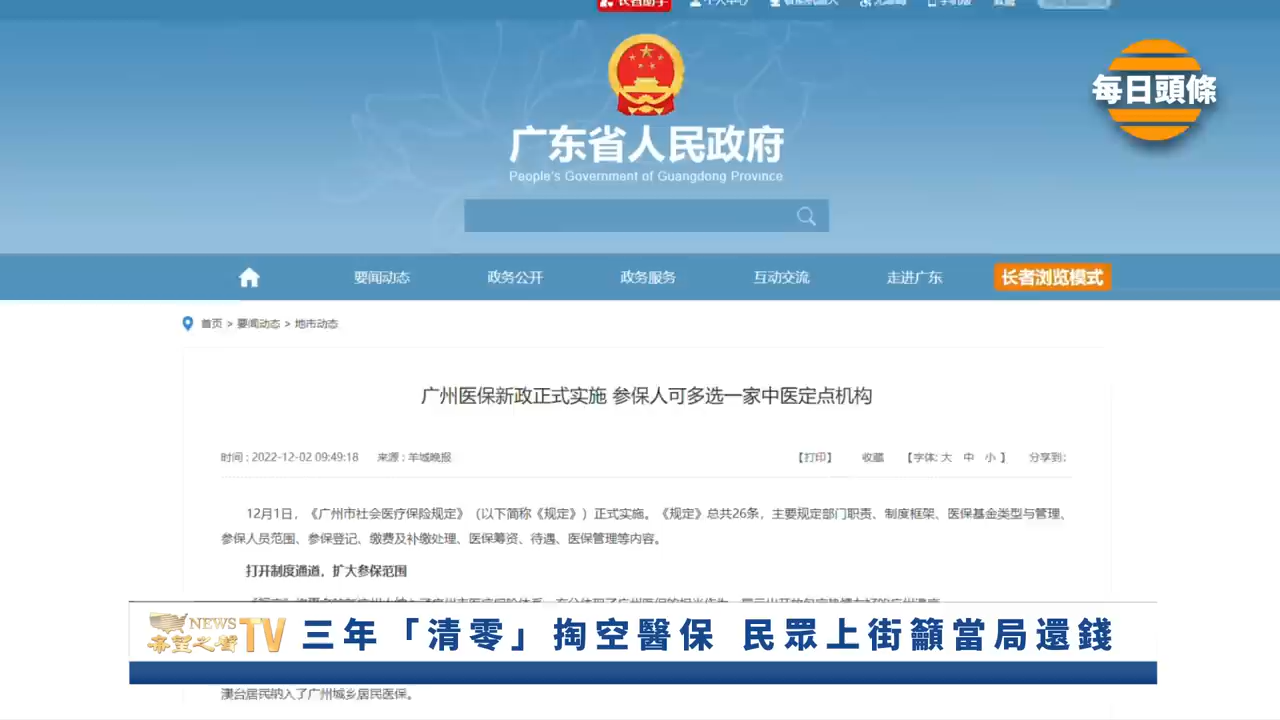 长者助手 个人中心
每日頭條
广东省人民政府
People's Government of Guangdong Province
要闻动态 政务公开 政务服务 互动交流 走进广东 长者浏览模式
首页 > 要闻动态 > 地市动态
广州医保新政正式实施 参保人可多选一家中医定点机构
时间 : 2022-12-02 09:49:18 来源 : 羊城晚报 【打印】 收藏 【字体: 大 中 小 】 分享到:
12月1日，《广州市社会医疗保险规定》（以下简称《规定》）正式实施。《规定》总共26条，主要规定部门职责、制度框架、医保基金类型与管理、
参保人员范围、参保登记、缴费及补缴处理、医保筹资、待遇、医保管理等内容。
打开制度通道，扩大参保范围
NEWS
希望之聲 TV
三年「清零」掏空醫保 民眾上街籲當局還錢
澳台居民纳入了广州城乡居民医保。